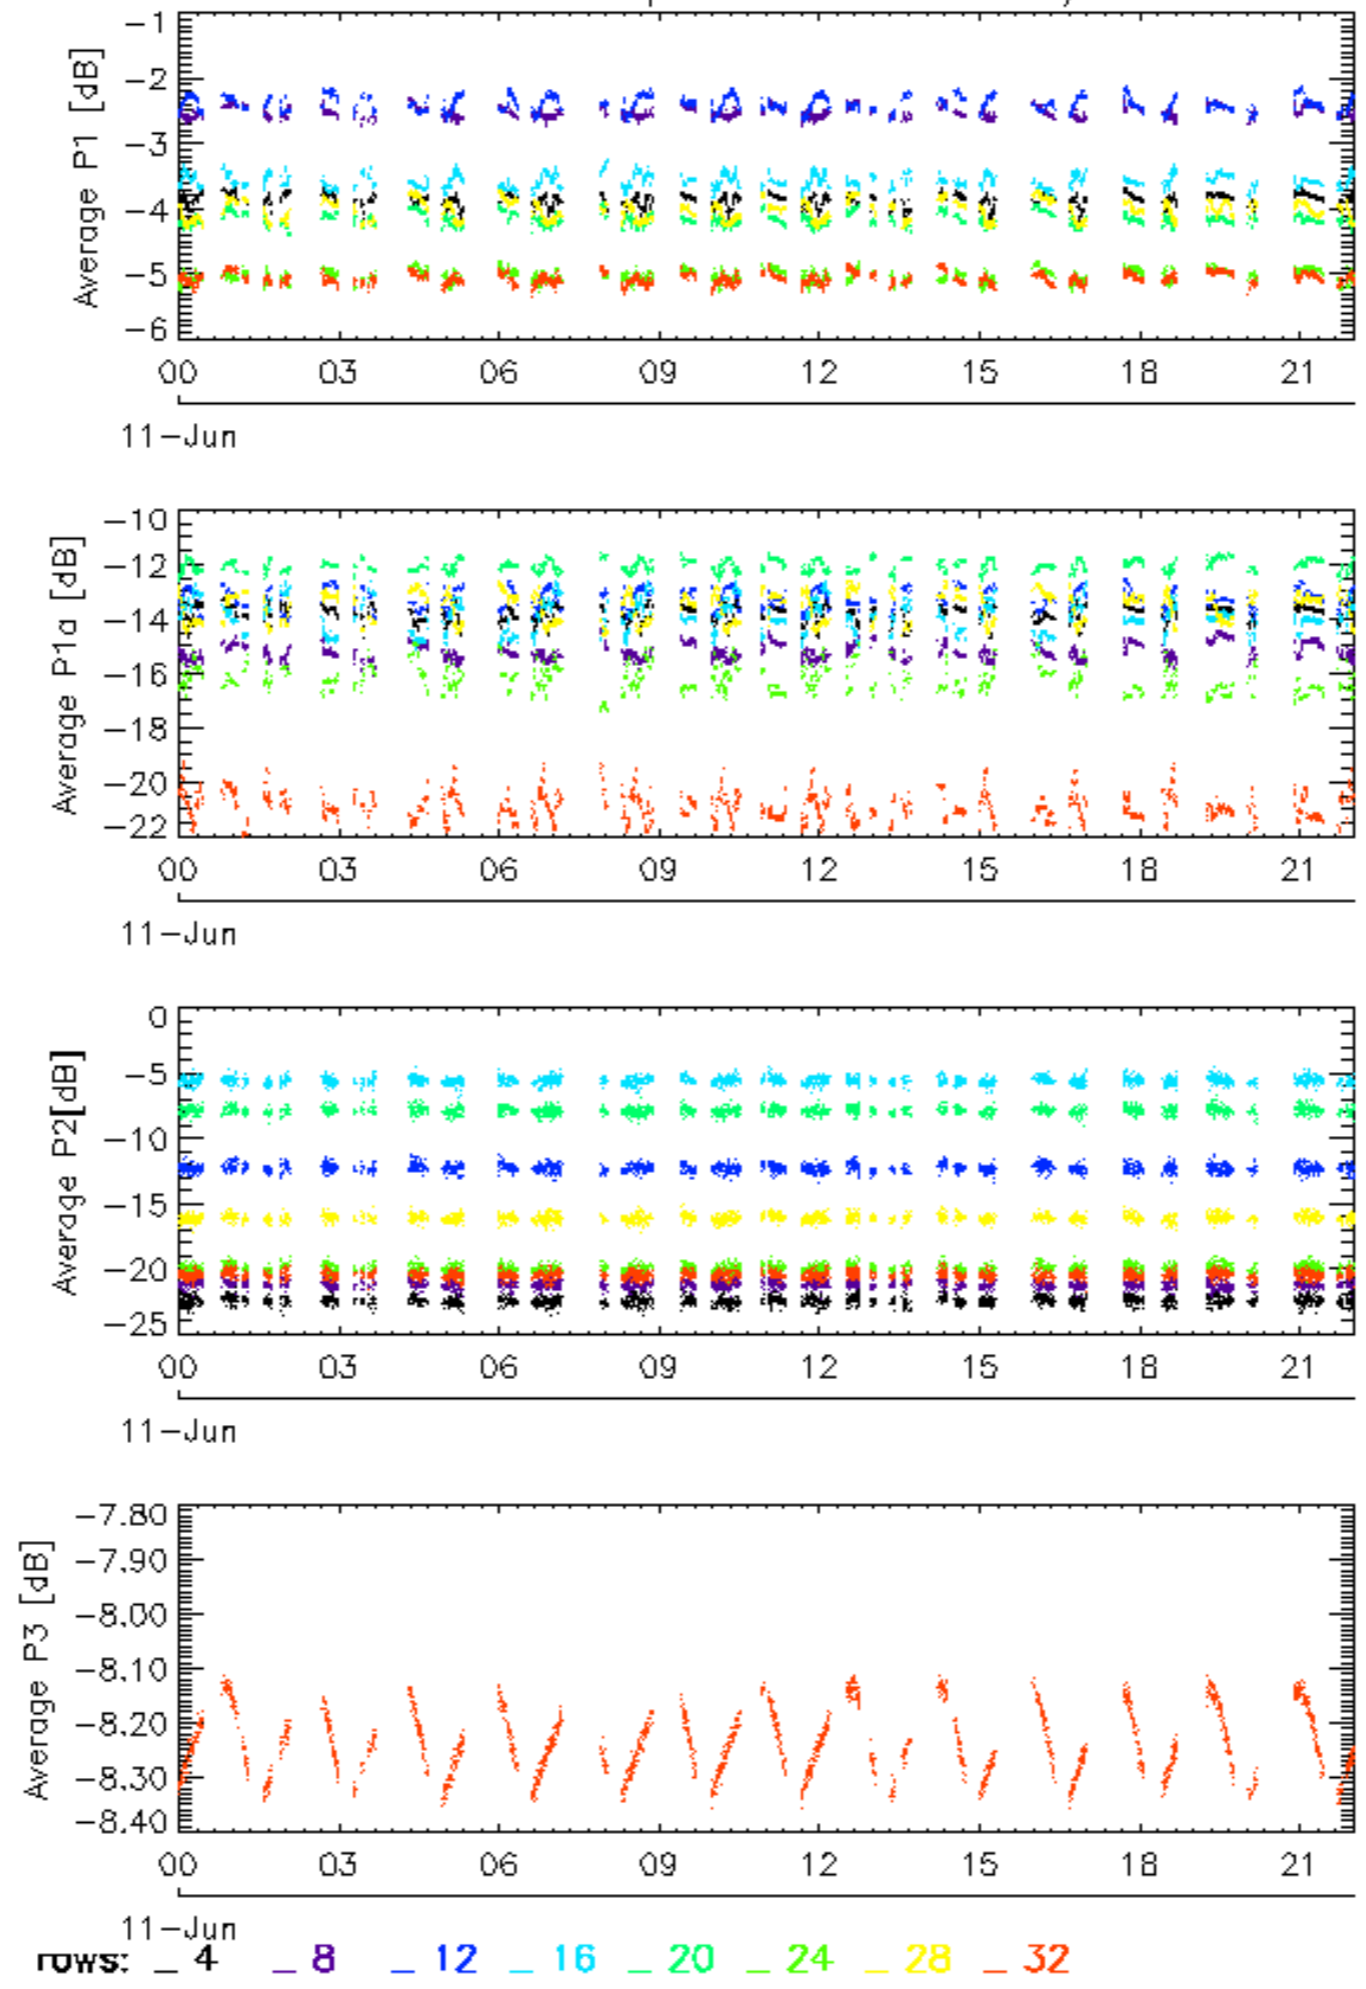 Average P1 [dB]
-1
-2
-3
-4
-5
-6
00 03 06 09 12 15 18 21
11-Jun
Average P1a [dB]
-10
-12
-14
-16
-18
-20
-22
00 03 06 09 12 15 18 21
11-Jun
Average P2[dB]
0
-5
-10
-15
-20
-25
00 03 06 09 12 15 18 21
11-Jun
Average P3 [dB]
-7.80
-7.90
-8.00
-8.10
-8.20
-8.30
-8.40
00 03 06 09 12 15 18 21
11-Jun
rows: _ 4 _ 8 _ 12 _ 16 _ 20 _ 24 _ 28 _ 32